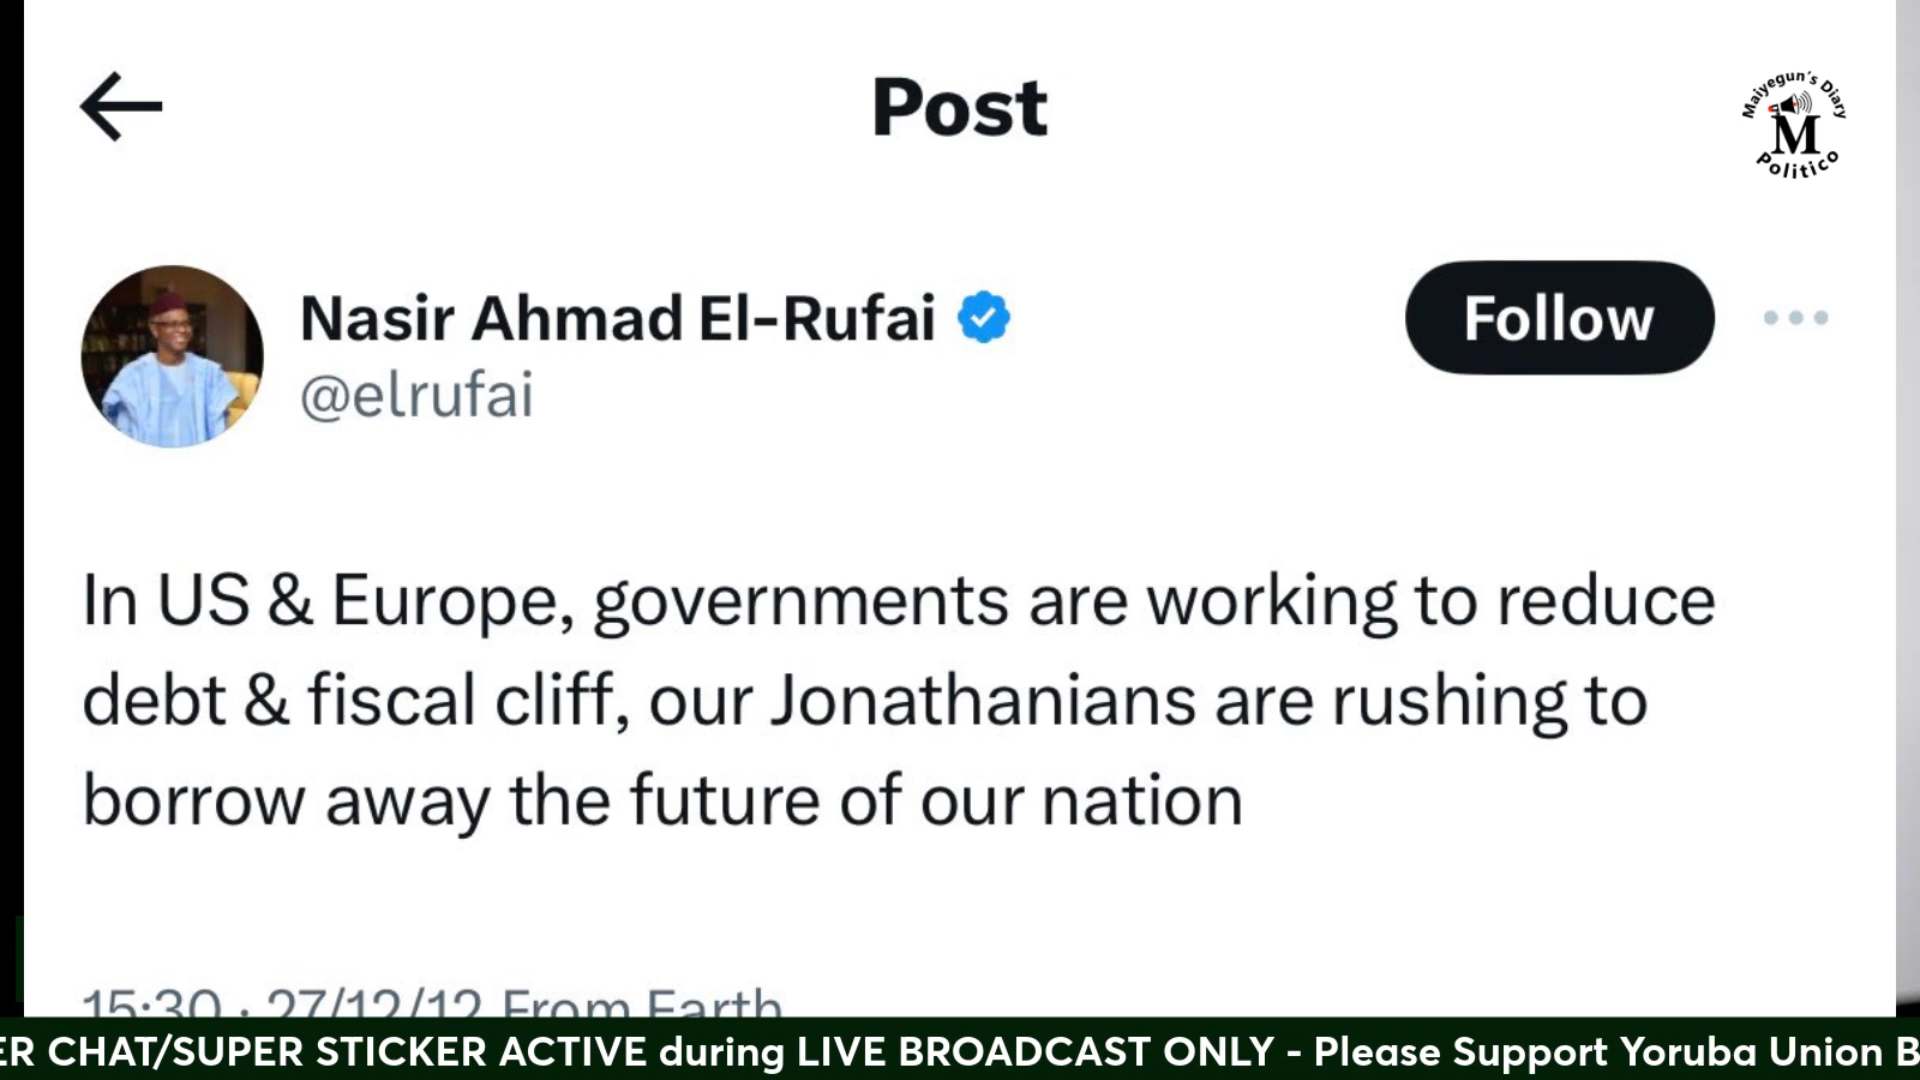 Post
Maiyegun's Diary
M
Politico
Nasir Ahmad El-Rufai
@elrufai
Follow
In US & Europe, governments are working to reduce
debt & fiscal cliff, our Jonathanians are rushing to
borrow away the future of our nation
15:30 · 27/12/12 From Earth
ER CHAT/SUPER STICKER ACTIVE during LIVE BROADCAST ONLY - Please Support Yoruba Union B